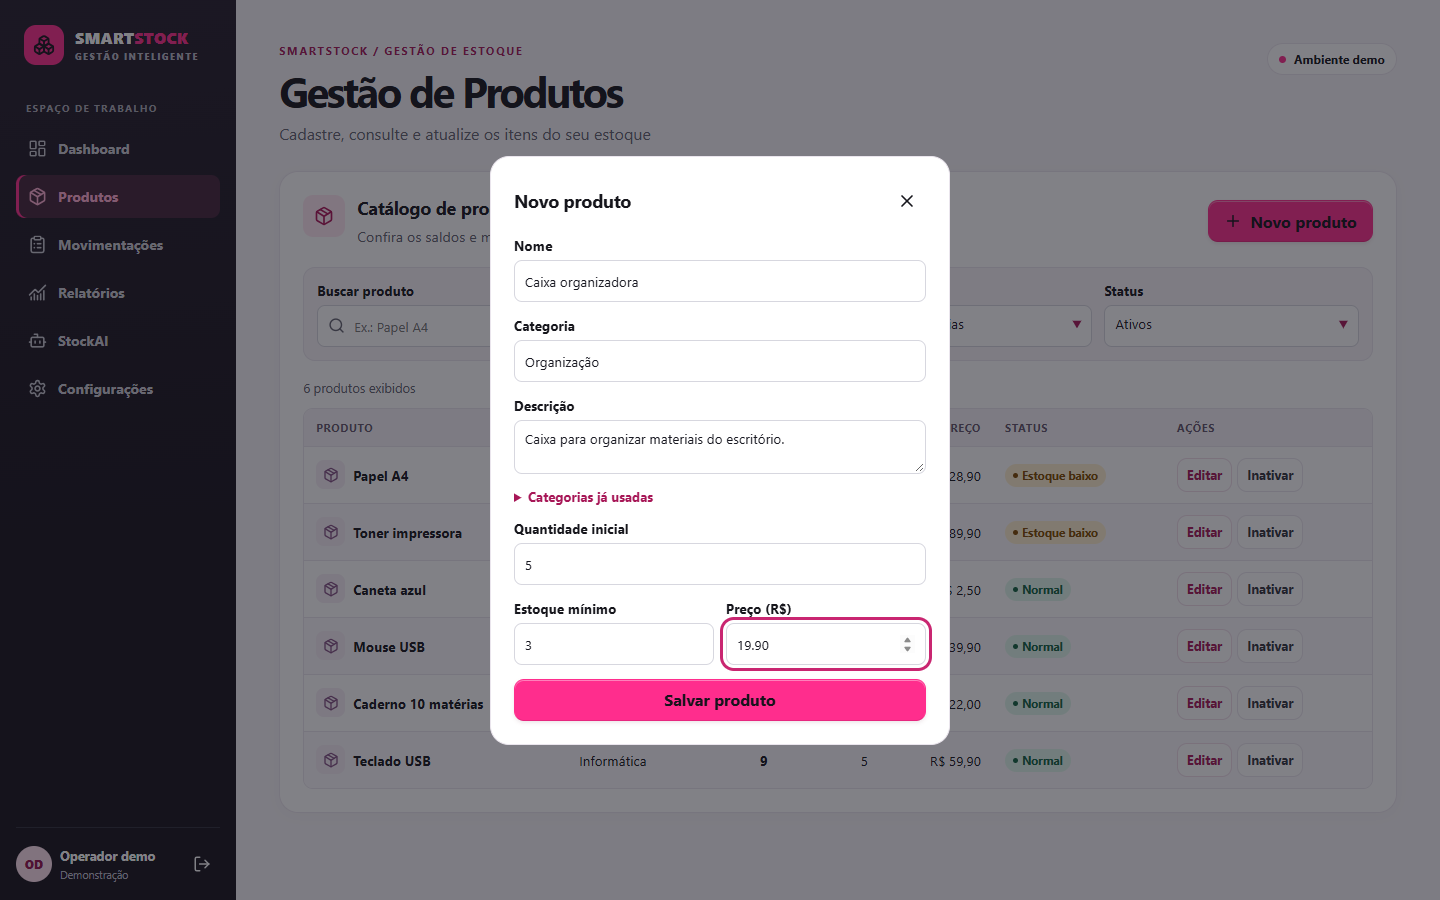 SMARTSTOCK
GESTÃO INTELIGENTE
ESPAÇO DE TRABALHO
Dashboard
Produtos
Movimentações
Relatórios
StockAI
Configurações
OD
Operador demo
Demonstração
SMARTSTOCK / GESTÃO DE ESTOQUE
Gestão de Produtos
Cadastre, consulte e atualize os itens do seu estoque
Ambiente demo
Catálogo de pro
Confira os saldos e m
Novo produto
Buscar produto
Ex.: Papel A4
ias
Status
Ativos
6 produtos exibidos
PRODUTO
REÇO
STATUS
AÇÕES
Papel A4
28,90
Estoque baixo
Editar
Inativar
Toner impressora
39,90
Estoque baixo
Editar
Inativar
Caneta azul
2,50
Normal
Editar
Inativar
Mouse USB
39,90
Normal
Editar
Inativar
Caderno 10 matérias
22,00
Normal
Editar
Inativar
Teclado USB
Informática
9
5
R$ 59,90
Normal
Editar
Inativar
Novo produto
Nome
Caixa organizadora
Categoria
Organização
Descrição
Caixa para organizar materiais do escritório.
Categorias já usadas
Quantidade inicial
5
Estoque mínimo
3
Preço (R$)
19.90
Salvar produto